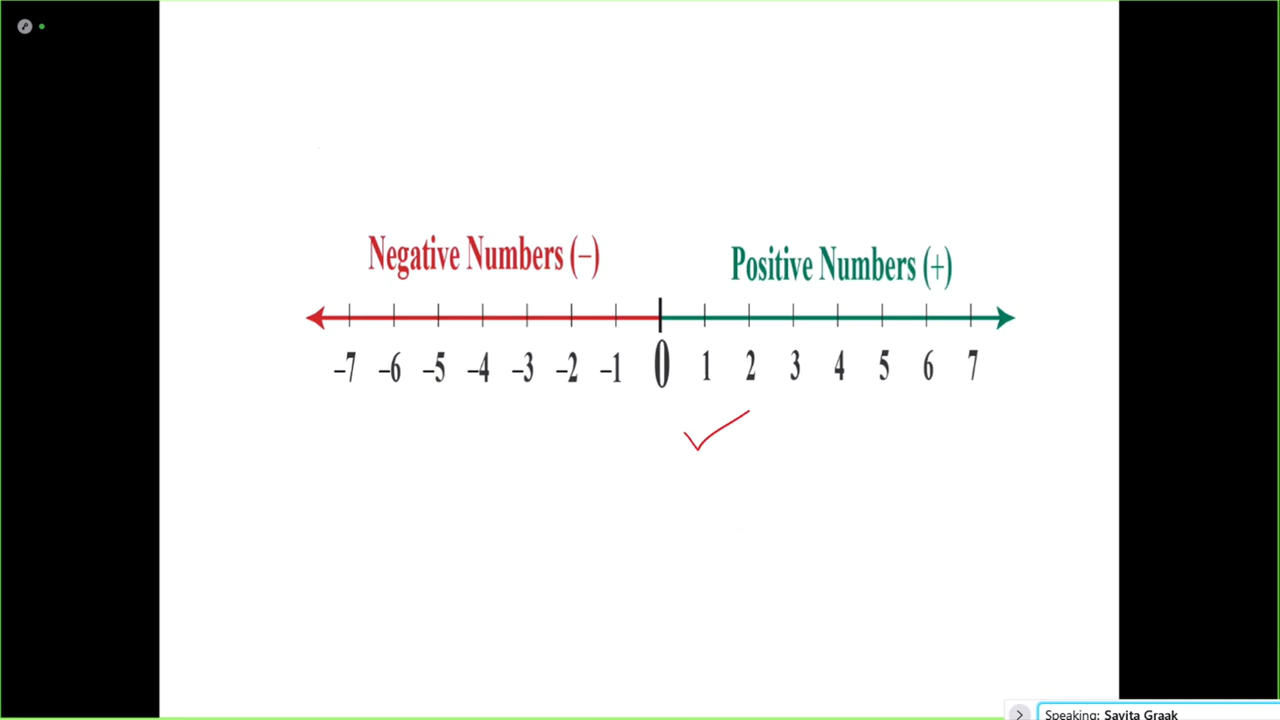 Negative Numbers (–)
Positive Numbers (+)
–7 –6 –5 –4 –3 –2 –1 0 1 2 3 4 5 6 7
Speaking: Savita Graak